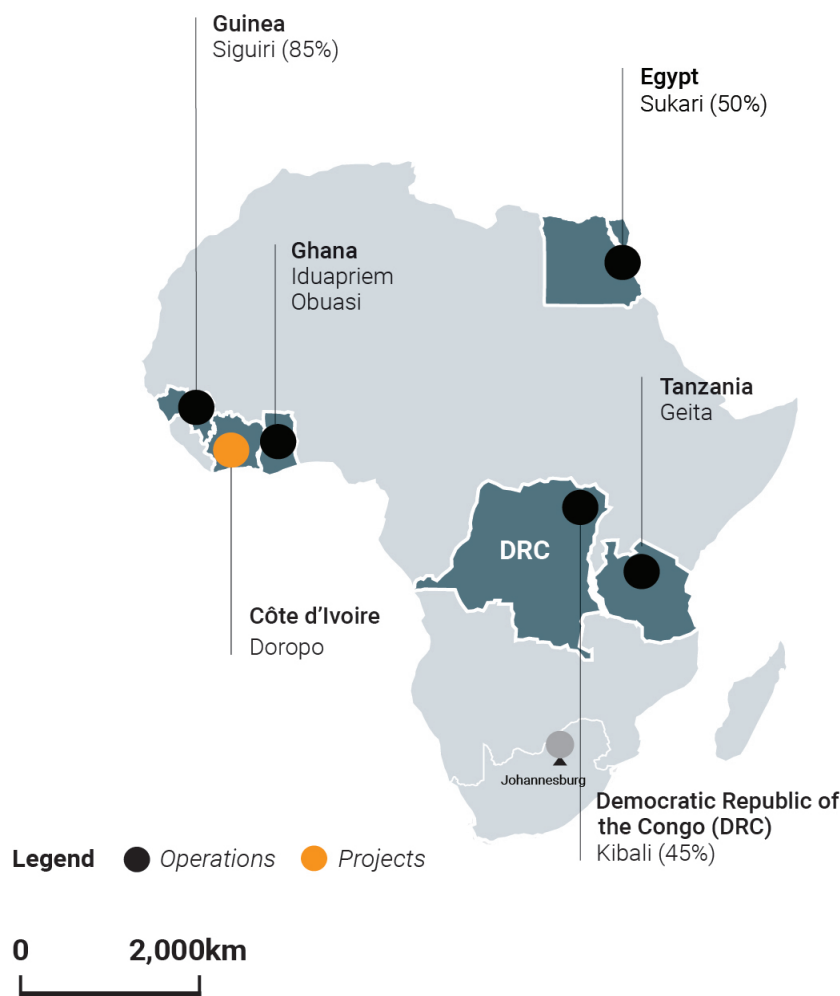 Guinea
Siguiri (85%)
Egypt
Sukari (50%)
Ghana
Iduapriem
Obuasi
Tanzania
Geita
DRC
Côte d’Ivoire
Doropo
Johannesburg
Democratic Republic of
the Congo (DRC)
Kibali (45%)
Legend Operations Projects
0 2,000km